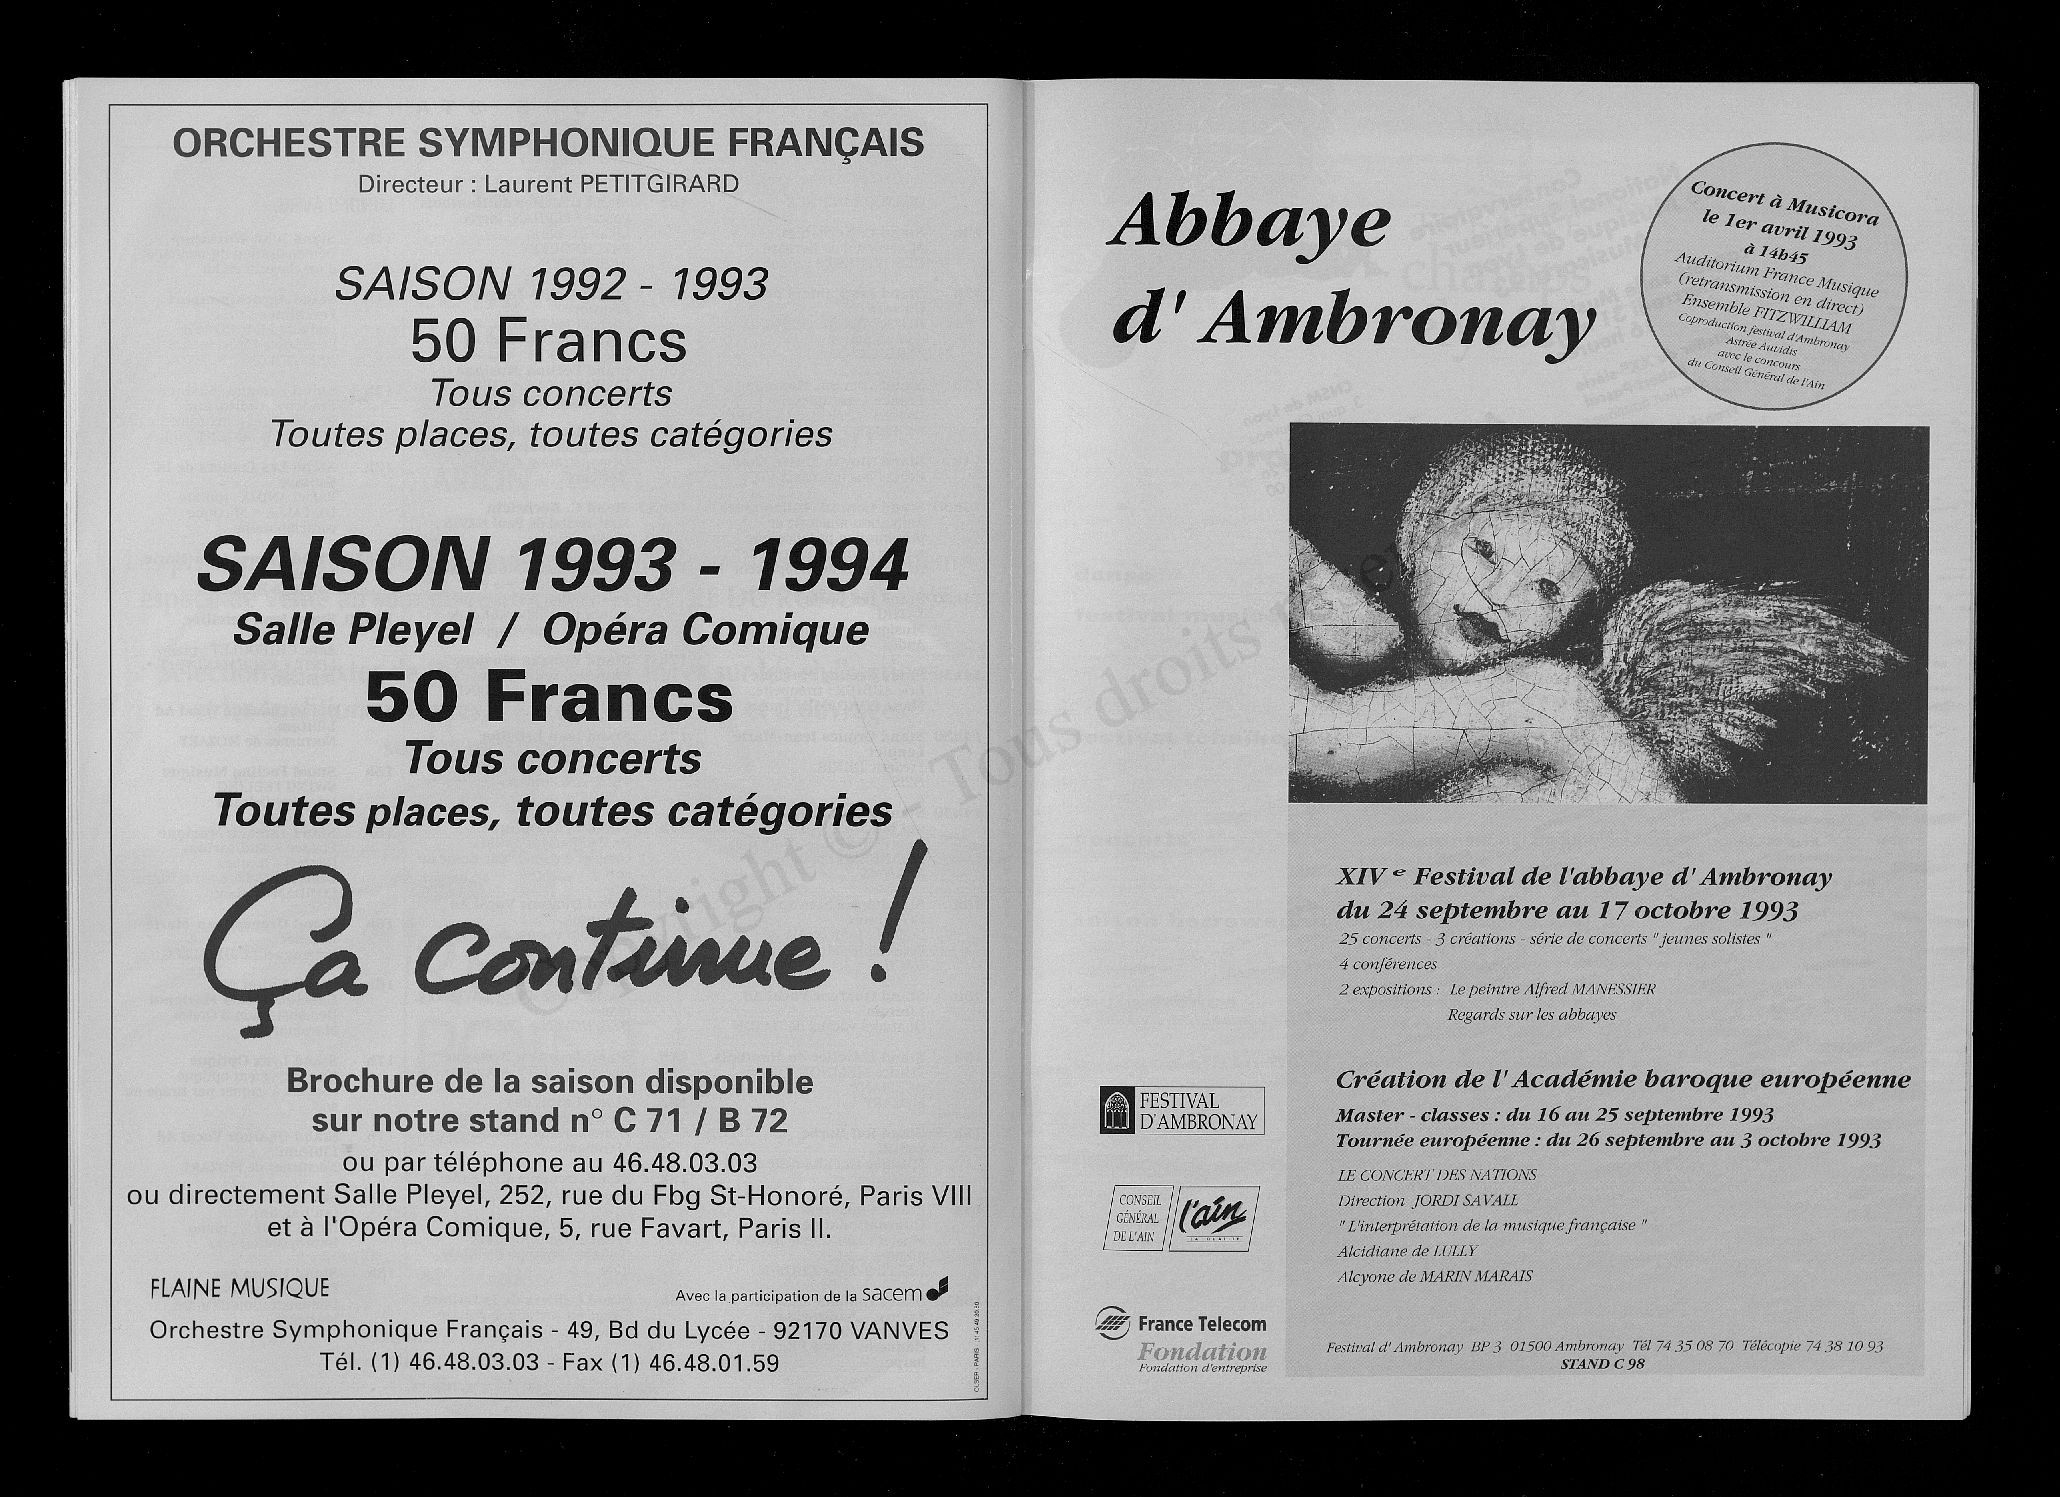 ORCHESTRE SYMPHONIQUE FRANÇAIS
Directeur : Laurent PETITGIRARD
SAISON 1992 - 1993
50 Francs
Tous concerts
Toutes places, toutes catégories
SAISON 1993 - 1994
Salle Pleyel / Opéra Comique
50 Francs
Tous concerts
Toutes places, toutes catégories
Ça continue !
Brochure de la saison disponible
sur notre stand n° C 71 / B 72
ou par téléphone au 46.48.03.03
ou directement Salle Pleyel, 252, rue du Fbg St-Honoré, Paris VIII
et à l'Opéra Comique, 5, rue Favart, Paris II.
FLAINE MUSIQUE
Avec la participation de la sacem
Orchestre Symphonique Français - 49, Bd du Lycée - 92170 VANVES
Tél. (1) 46.48.03.03 - Fax (1) 46.48.01.59
Copyright © - Tous droits
Abbaye
d' Ambronay
Concert à Musicora
le 1er avril 1993
à 14h45
Auditorium France Musique
(retransmission en direct)
Ensemble FITZWILLIAM
Coproduction festival d'Ambronay
Astrée Auvidis
avec le concours
du Conseil Général de l'Ain
XIVe Festival de l'abbaye d' Ambronay
du 24 septembre au 17 octobre 1993
25 concerts - 3 créations - série de concerts " jeunes solistes "
4 conférences
2 expositions : Le peintre Alfred MANESSIER
Regards sur les abbayes
Création de l' Académie baroque européenne
Master - classes : du 16 au 25 septembre 1993
Tournée européenne : du 26 septembre au 3 octobre 1993
LE CONCERT DES NATIONS
Direction JORDI SAVALL
" L'interprétation de la musique française "
Alcidiane de LULLY
Alcyone de MARIN MARAIS
FESTIVAL
D'AMBRONAY
CONSEIL
GÉNÉRAL
DE L'AIN
l'ain
France Telecom
Fondation
Fondation d'entreprise
Festival d' Ambronay BP 3 01500 Ambronay Tél 74 35 08 70 Télécopie 74 38 10 93
STAND C 98